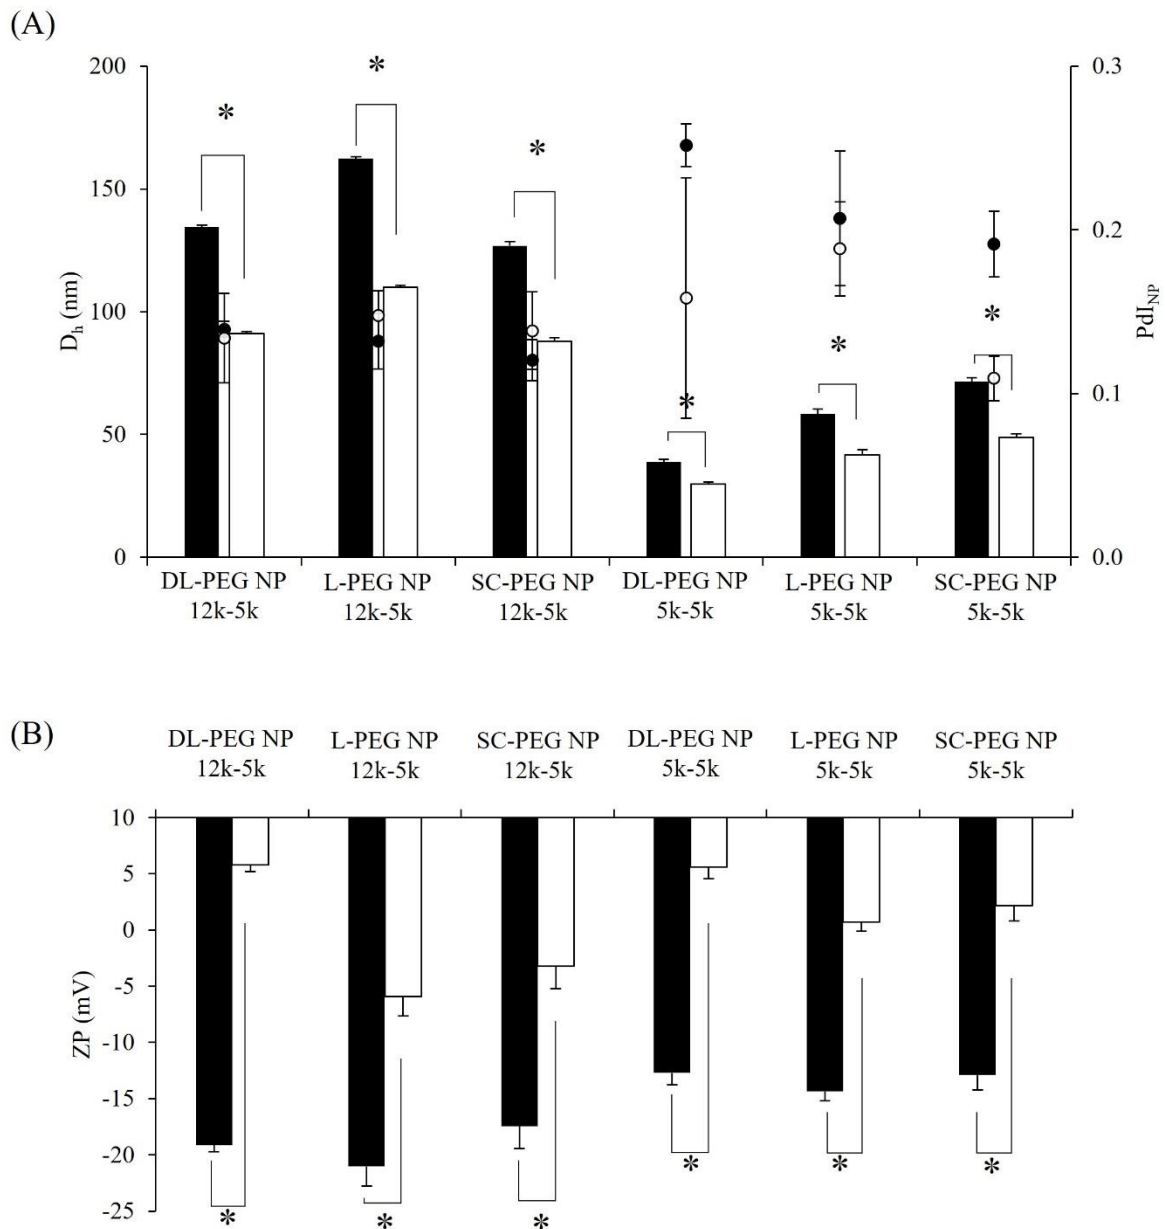 (A)
200
150
100
50
0
D_h (nm)
0.3
0.2
0.1
0.0
PdI_NP
*
*
*
*
*
*
DL-PEG NP
12k-5k
L-PEG NP
12k-5k
SC-PEG NP
12k-5k
DL-PEG NP
5k-5k
L-PEG NP
5k-5k
SC-PEG NP
5k-5k
(B)
DL-PEG NP
12k-5k
L-PEG NP
12k-5k
SC-PEG NP
12k-5k
DL-PEG NP
5k-5k
L-PEG NP
5k-5k
SC-PEG NP
5k-5k
10
5
0
-5
-10
-15
-20
-25
ZP (mV)
*
*
*
*
*
*